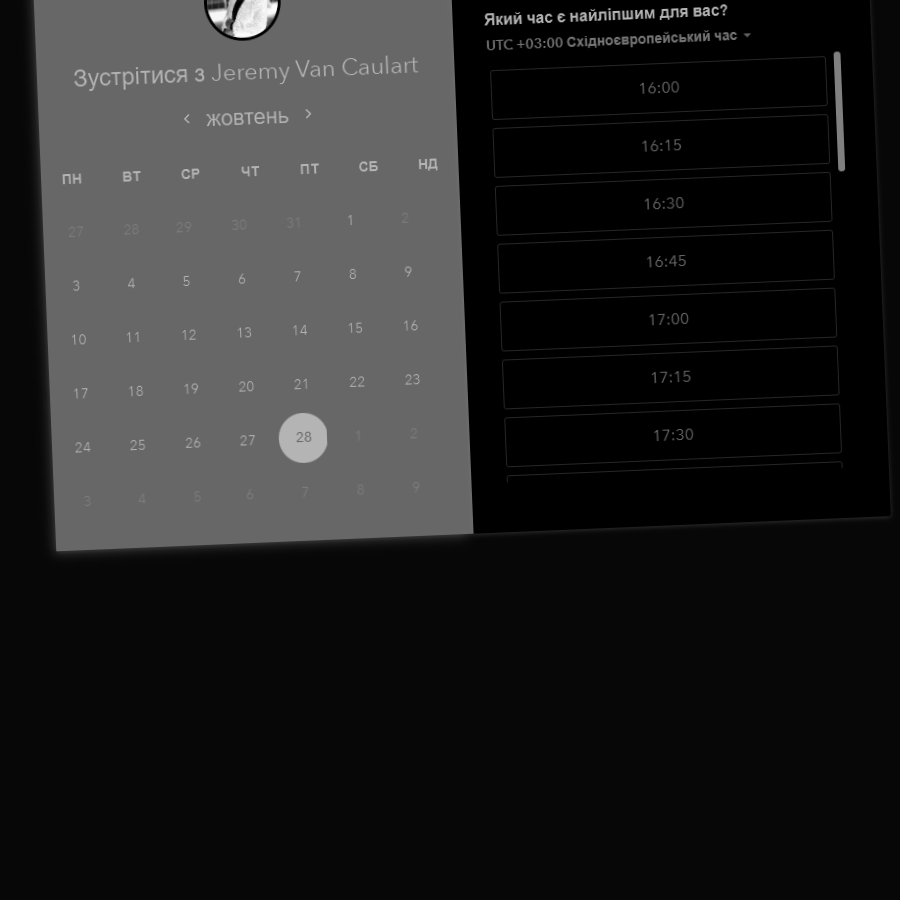 Зустрітися з Jeremy Van Caulart
жовтень
ПН ВТ СР ЧТ ПТ СБ НД
27 28 29 30 31 1 2
3 4 5 6 7 8 9
10 11 12 13 14 15 16
17 18 19 20 21 22 23
24 25 26 27 28 1 2
3 4 5 6 7 8 9
Який час є найліпшим для вас?
UTC +03:00 Східноєвропейський час
16:00
16:15
16:30
16:45
17:00
17:15
17:30